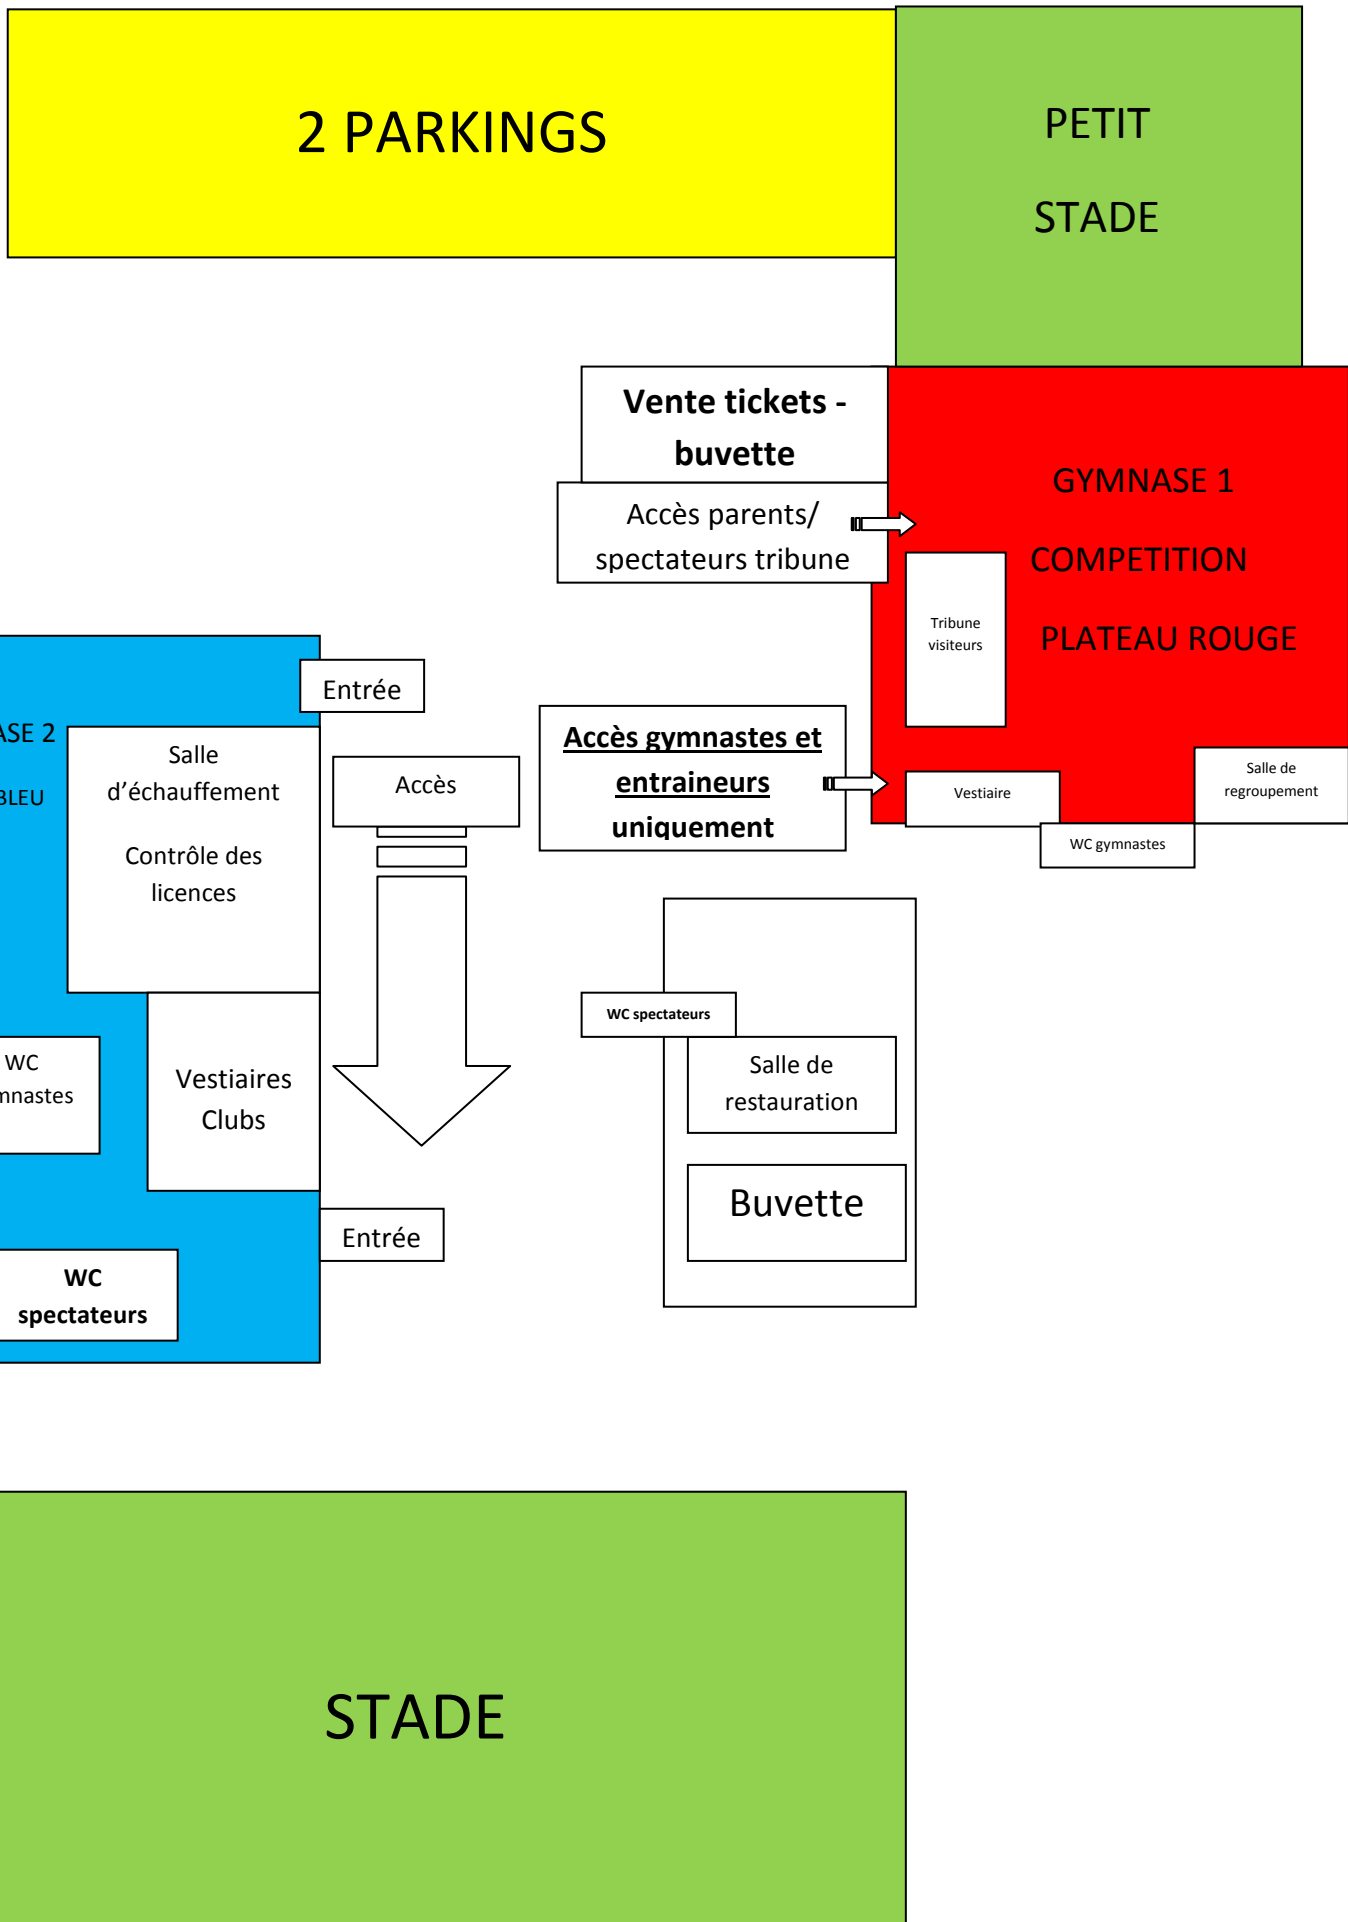 2 PARKINGS
PETIT
STADE
Vente tickets -
buvette
Accès parents/
spectateurs tribune
GYMNASE 1
COMPETITION
PLATEAU ROUGE
Tribune
visiteurs
Entrée
ASE 2
BLEU
Salle
d’échauffement
Contrôle des
licences
Accès
Accès gymnastes et
entraineurs
uniquement
Vestiaire
Salle de
regroupement
WC gymnastes
WC spectateurs
Salle de
restauration
WC
mnastes
Vestiaires
Clubs
Buvette
Entrée
WC
spectateurs
STADE